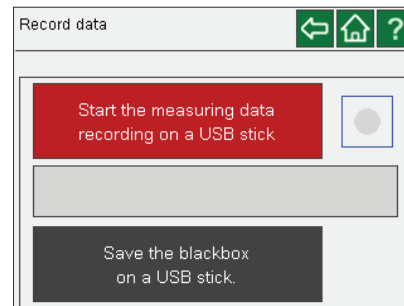 Record data
?
Start the measuring data
recording on a USB stick
Save the blackbox
on a USB stick.